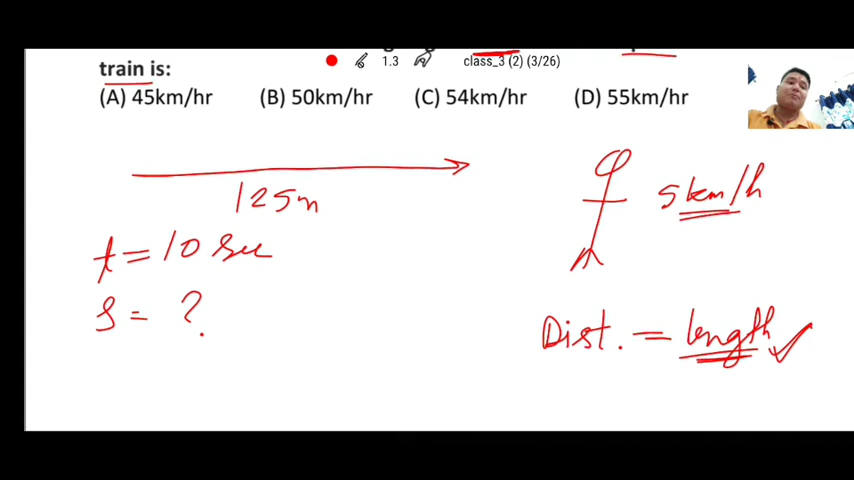 train is:
1.3 class_3 (2) (3/26)
(A) 45km/hr (B) 50km/hr (C) 54km/hr (D) 55km/hr
125m
5km/h
t = 10 sec
S = ?
Dist. = length ✓